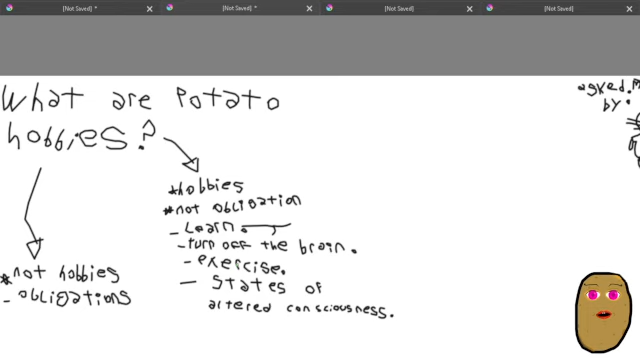 [Not Saved] *
[Not Saved] *
[Not Saved]
[Not Saved]
What are Potato
hobbies?
asked.
by.
*hobbies
*not obligation
- Learn.
- turn off the brain.
- exercise.
- States of
altered consciousness.
*not hobbies
- obligations